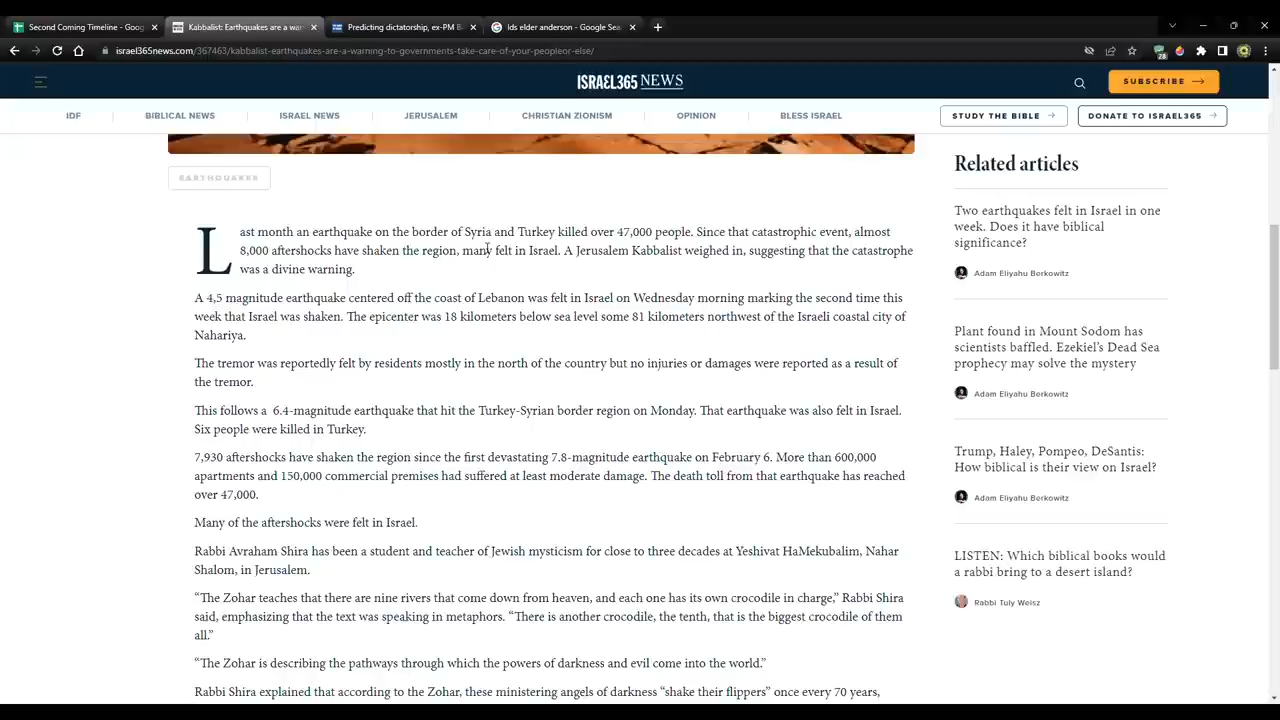 Second Coming Timeline - Goog
Kabbalist: Earthquakes are a war
Predicting dictatorship, ex-PM B
lds elder anderson - Google Sea
israel365news.com/367463/kabbalist-earthquakes-are-a-warning-to-governments-take-care-of-your-peopleor-else/
28
ISRAEL365 NEWS
SUBSCRIBE
IDF
BIBLICAL NEWS
ISRAEL NEWS
JERUSALEM
CHRISTIAN ZIONISM
OPINION
BLESS ISRAEL
STUDY THE BIBLE
DONATE TO ISRAEL365
EARTHQUAKES
Last month an earthquake on the border of Syria and Turkey killed over 47,000 people. Since that catastrophic event, almost
8,000 aftershocks have shaken the region, many felt in Israel. A Jerusalem Kabbalist weighed in, suggesting that the catastrophe
was a divine warning.
A 4,5 magnitude earthquake centered off the coast of Lebanon was felt in Israel on Wednesday morning marking the second time this
week that Israel was shaken. The epicenter was 18 kilometers below sea level some 81 kilometers northwest of the Israeli coastal city of
Nahariya.
The tremor was reportedly felt by residents mostly in the north of the country but no injuries or damages were reported as a result of
the tremor.
This follows a 6.4-magnitude earthquake that hit the Turkey-Syrian border region on Monday. That earthquake was also felt in Israel.
Six people were killed in Turkey.
7,930 aftershocks have shaken the region since the first devastating 7.8-magnitude earthquake on February 6. More than 600,000
apartments and 150,000 commercial premises had suffered at least moderate damage. The death toll from that earthquake has reached
over 47,000.
Many of the aftershocks were felt in Israel.
Rabbi Avraham Shira has been a student and teacher of Jewish mysticism for close to three decades at Yeshivat HaMekubalim, Nahar
Shalom, in Jerusalem.
“The Zohar teaches that there are nine rivers that come down from heaven, and each one has its own crocodile in charge,” Rabbi Shira
said, emphasizing that the text was speaking in metaphors. “There is another crocodile, the tenth, that is the biggest crocodile of them
all.”
“The Zohar is describing the pathways through which the powers of darkness and evil come into the world.”
Rabbi Shira explained that according to the Zohar, these ministering angels of darkness “shake their flippers” once every 70 years,
Related articles
Two earthquakes felt in Israel in one
week. Does it have biblical
significance?
Adam Eliyahu Berkowitz
Plant found in Mount Sodom has
scientists baffled. Ezekiel’s Dead Sea
prophecy may solve the mystery
Adam Eliyahu Berkowitz
Trump, Haley, Pompeo, DeSantis:
How biblical is their view on Israel?
Adam Eliyahu Berkowitz
LISTEN: Which biblical books would
a rabbi bring to a desert island?
Rabbi Tuly Weisz